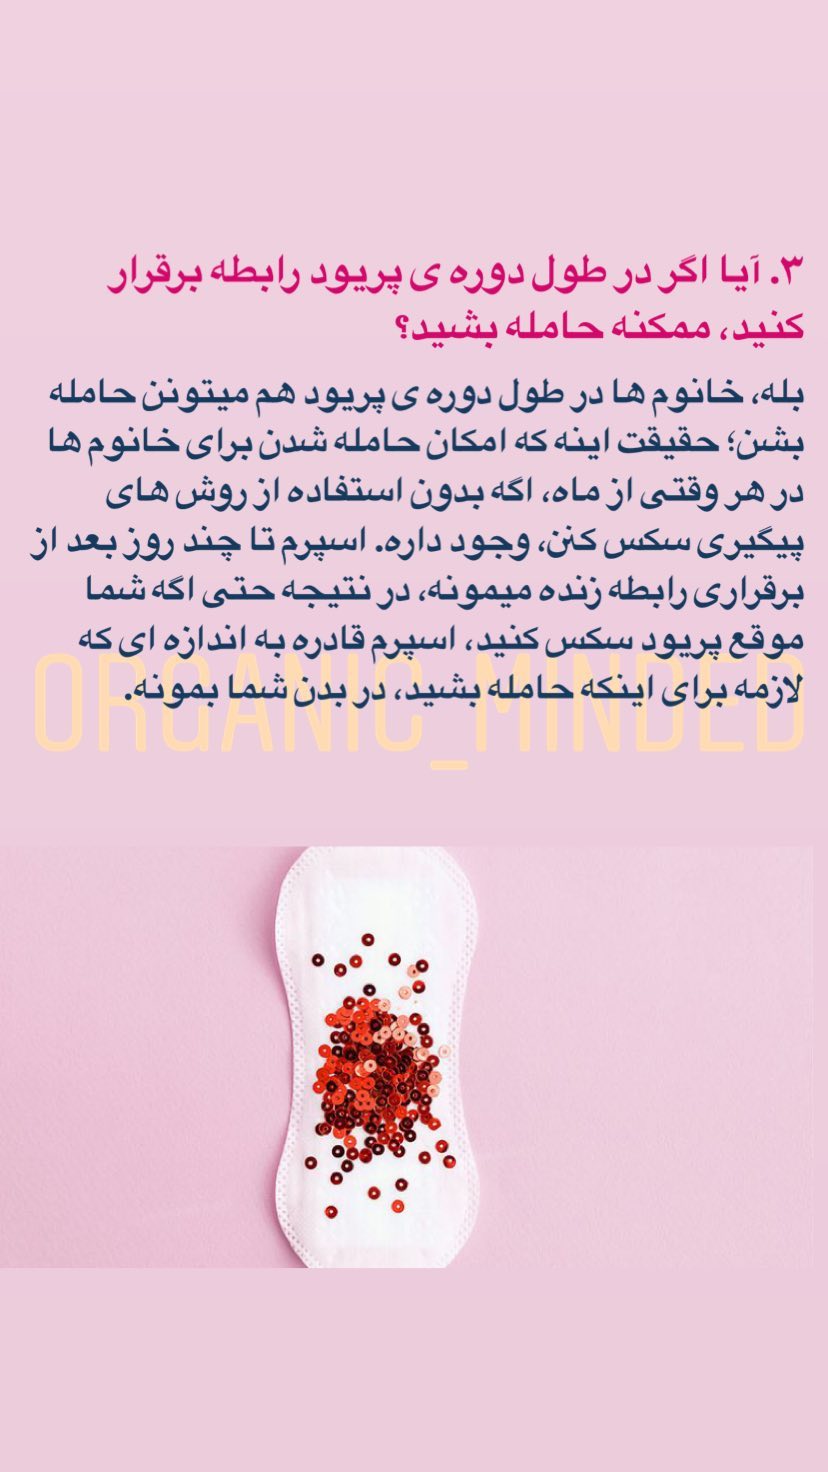 ۳. آیا اگر در طول دوره ی پریود رابطه برقرار
کنید، ممکنه حامله بشید؟
بله، خانوم ها در طول دوره ی پریود هم میتونن حامله
بشن؛ حقیقت اینه که امکان حامله شدن برای خانوم ها
در هر وقتی از ماه، اگه بدون استفاده از روش های
پیگیری سکس کنن، وجود داره. اسپرم تا چند روز بعد از
برقراری رابطه زنده میمونه، در نتیجه حتی اگه شما
موقع پریود سکس کنید، اسپرم قادره به اندازه ای که
لازمه برای اینکه حامله بشید، در بدن شما بمونه.
ORGANIC_MINDED